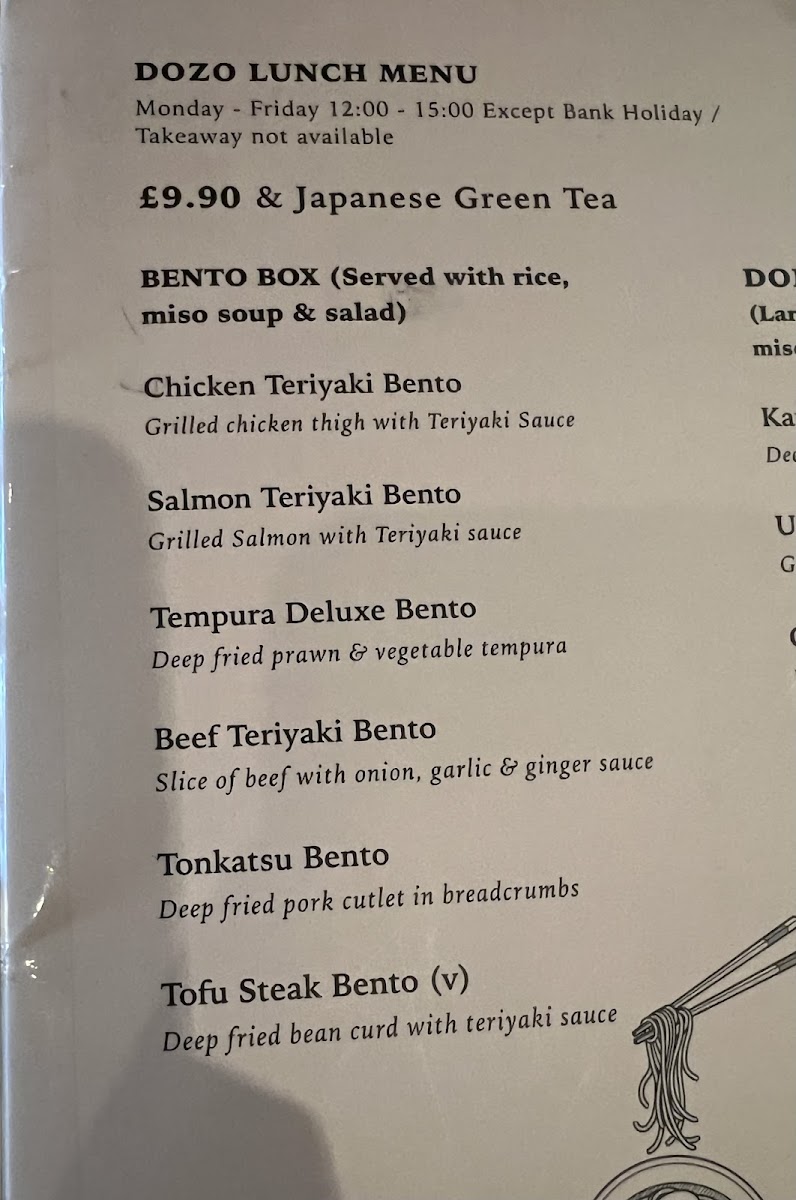 DOZO LUNCH MENU
Monday - Friday 12:00 - 15:00 Except Bank Holiday /
Takeaway not available
£9.90 & Japanese Green Tea
BENTO BOX (Served with rice,
miso soup & salad)
Chicken Teriyaki Bento
Grilled chicken thigh with Teriyaki Sauce
Salmon Teriyaki Bento
Grilled Salmon with Teriyaki sauce
Tempura Deluxe Bento
Deep fried prawn & vegetable tempura
Beef Teriyaki Bento
Slice of beef with onion, garlic & ginger sauce
Tonkatsu Bento
Deep fried pork cutlet in breadcrumbs
Tofu Steak Bento (v)
Deep fried bean curd with teriyaki sauce